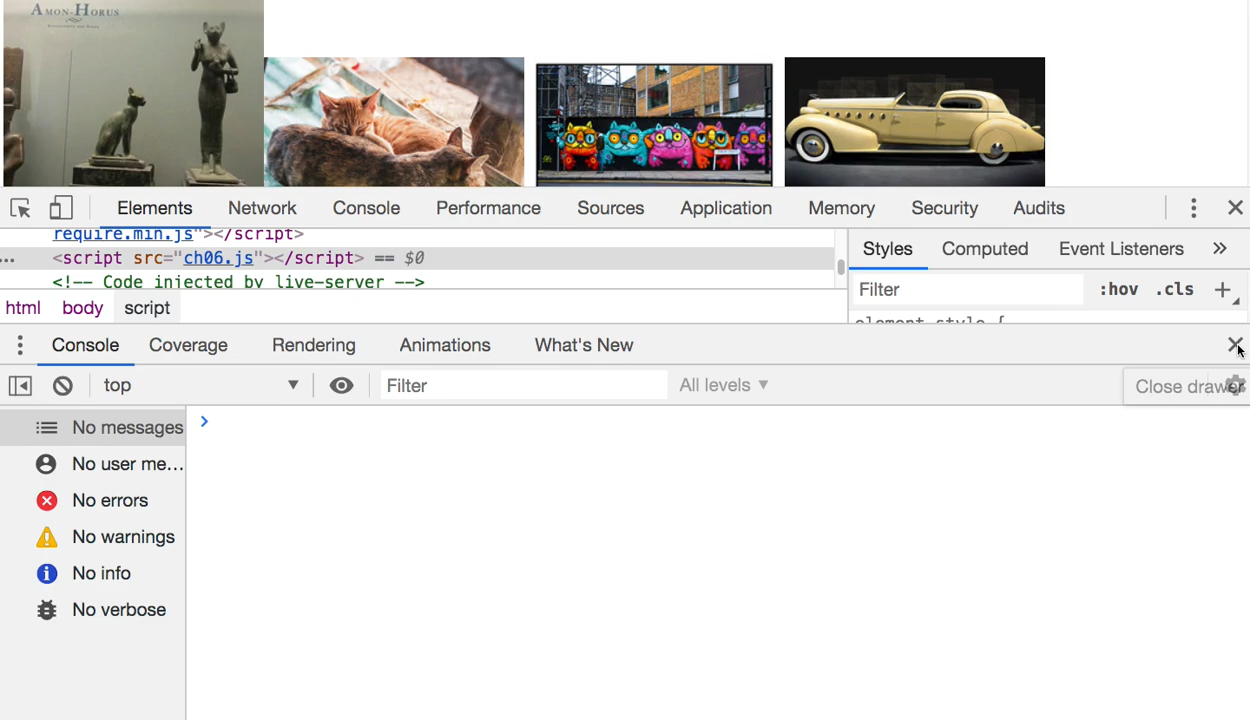 AMON-HORUS
Elements Network Console Performance Sources Application Memory Security Audits
require.min.js"></script>
... <script src="ch06.js"></script> == $0
<!-- Code injected by live-server -->
html body script
Styles Computed Event Listeners »
Filter :hov .cls +
element.style {
Console Coverage Rendering Animations What's New
top ▼ Filter All levels ▼
Close drawer
No messages
No user me...
No errors
No warnings
No info
No verbose